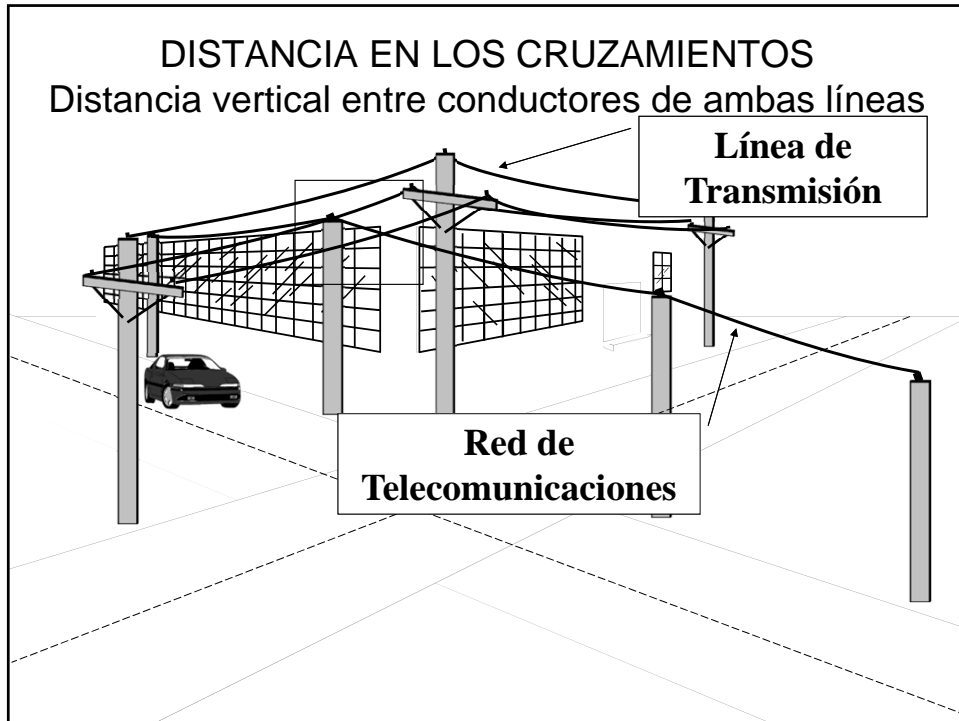 DISTANCIA EN LOS CRUZAMIENTOS
Distancia vertical entre conductores de ambas líneas
Línea de
Transmisión
Red de
Telecomunicaciones